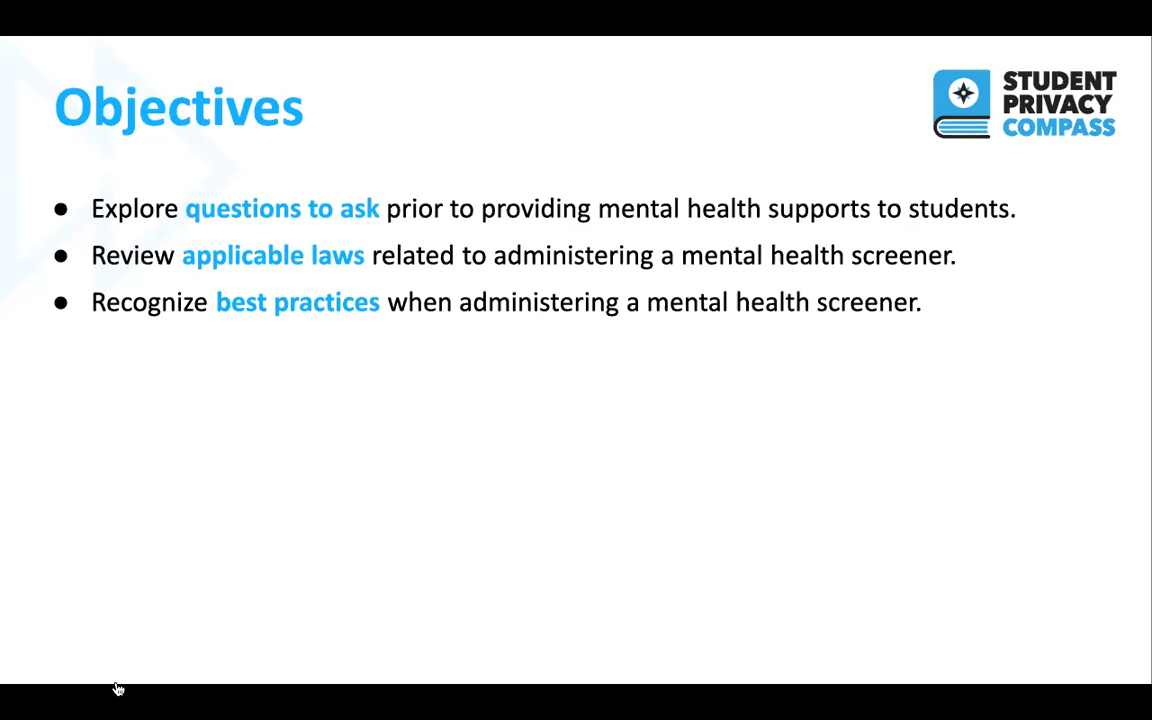 Objectives
STUDENT
PRIVACY
COMPASS
● Explore questions to ask prior to providing mental health supports to students.
● Review applicable laws related to administering a mental health screener.
● Recognize best practices when administering a mental health screener.